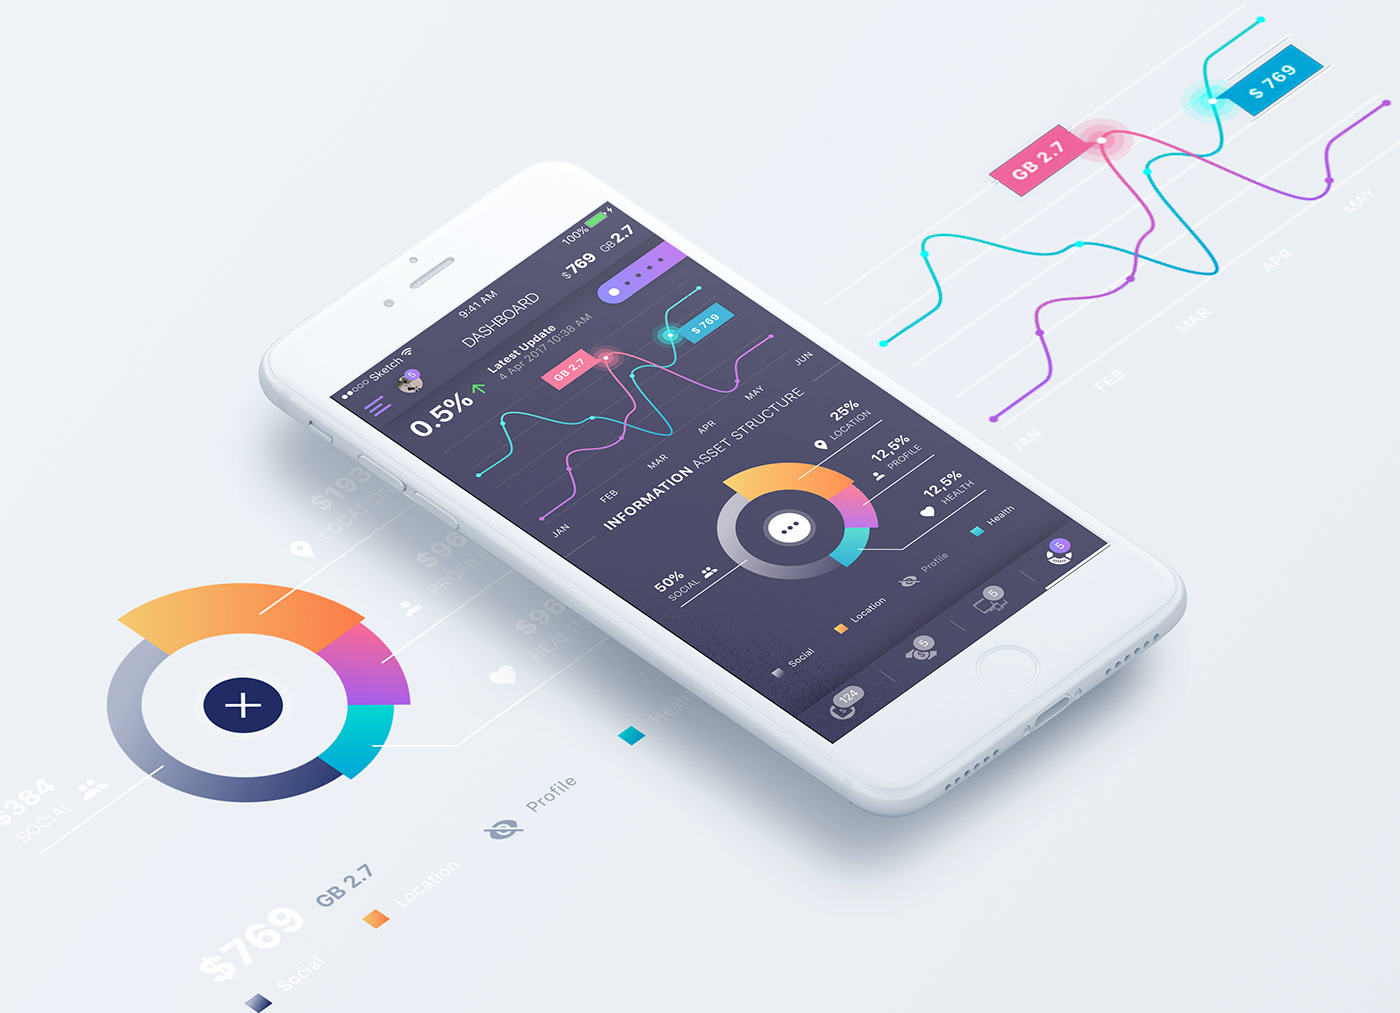 ●●○○○ Sketch
9:41 AM
100%
5
DASHBOARD
$769
GB 2.7
0.5%
Latest Update
4 Apr 2017 10:38 AM
GB 2.7
$ 769
JAN
FEB
MAR
APR
MAY
JUN
INFORMATION ASSET STRUCTURE
25%
LOCATION
12,5%
PROFILE
12,5%
HEALTH
50%
SOCIAL
Social
Location
Profile
Health
124
5
5
5
GB 2.7
$ 769
JAN
FEB
MAR
APR
MAY
$193
LOCATION
$96
PROFILE
$96
HEALTH
$384
SOCIAL
$769
GB 2.7
Social
Location
Profile
Health